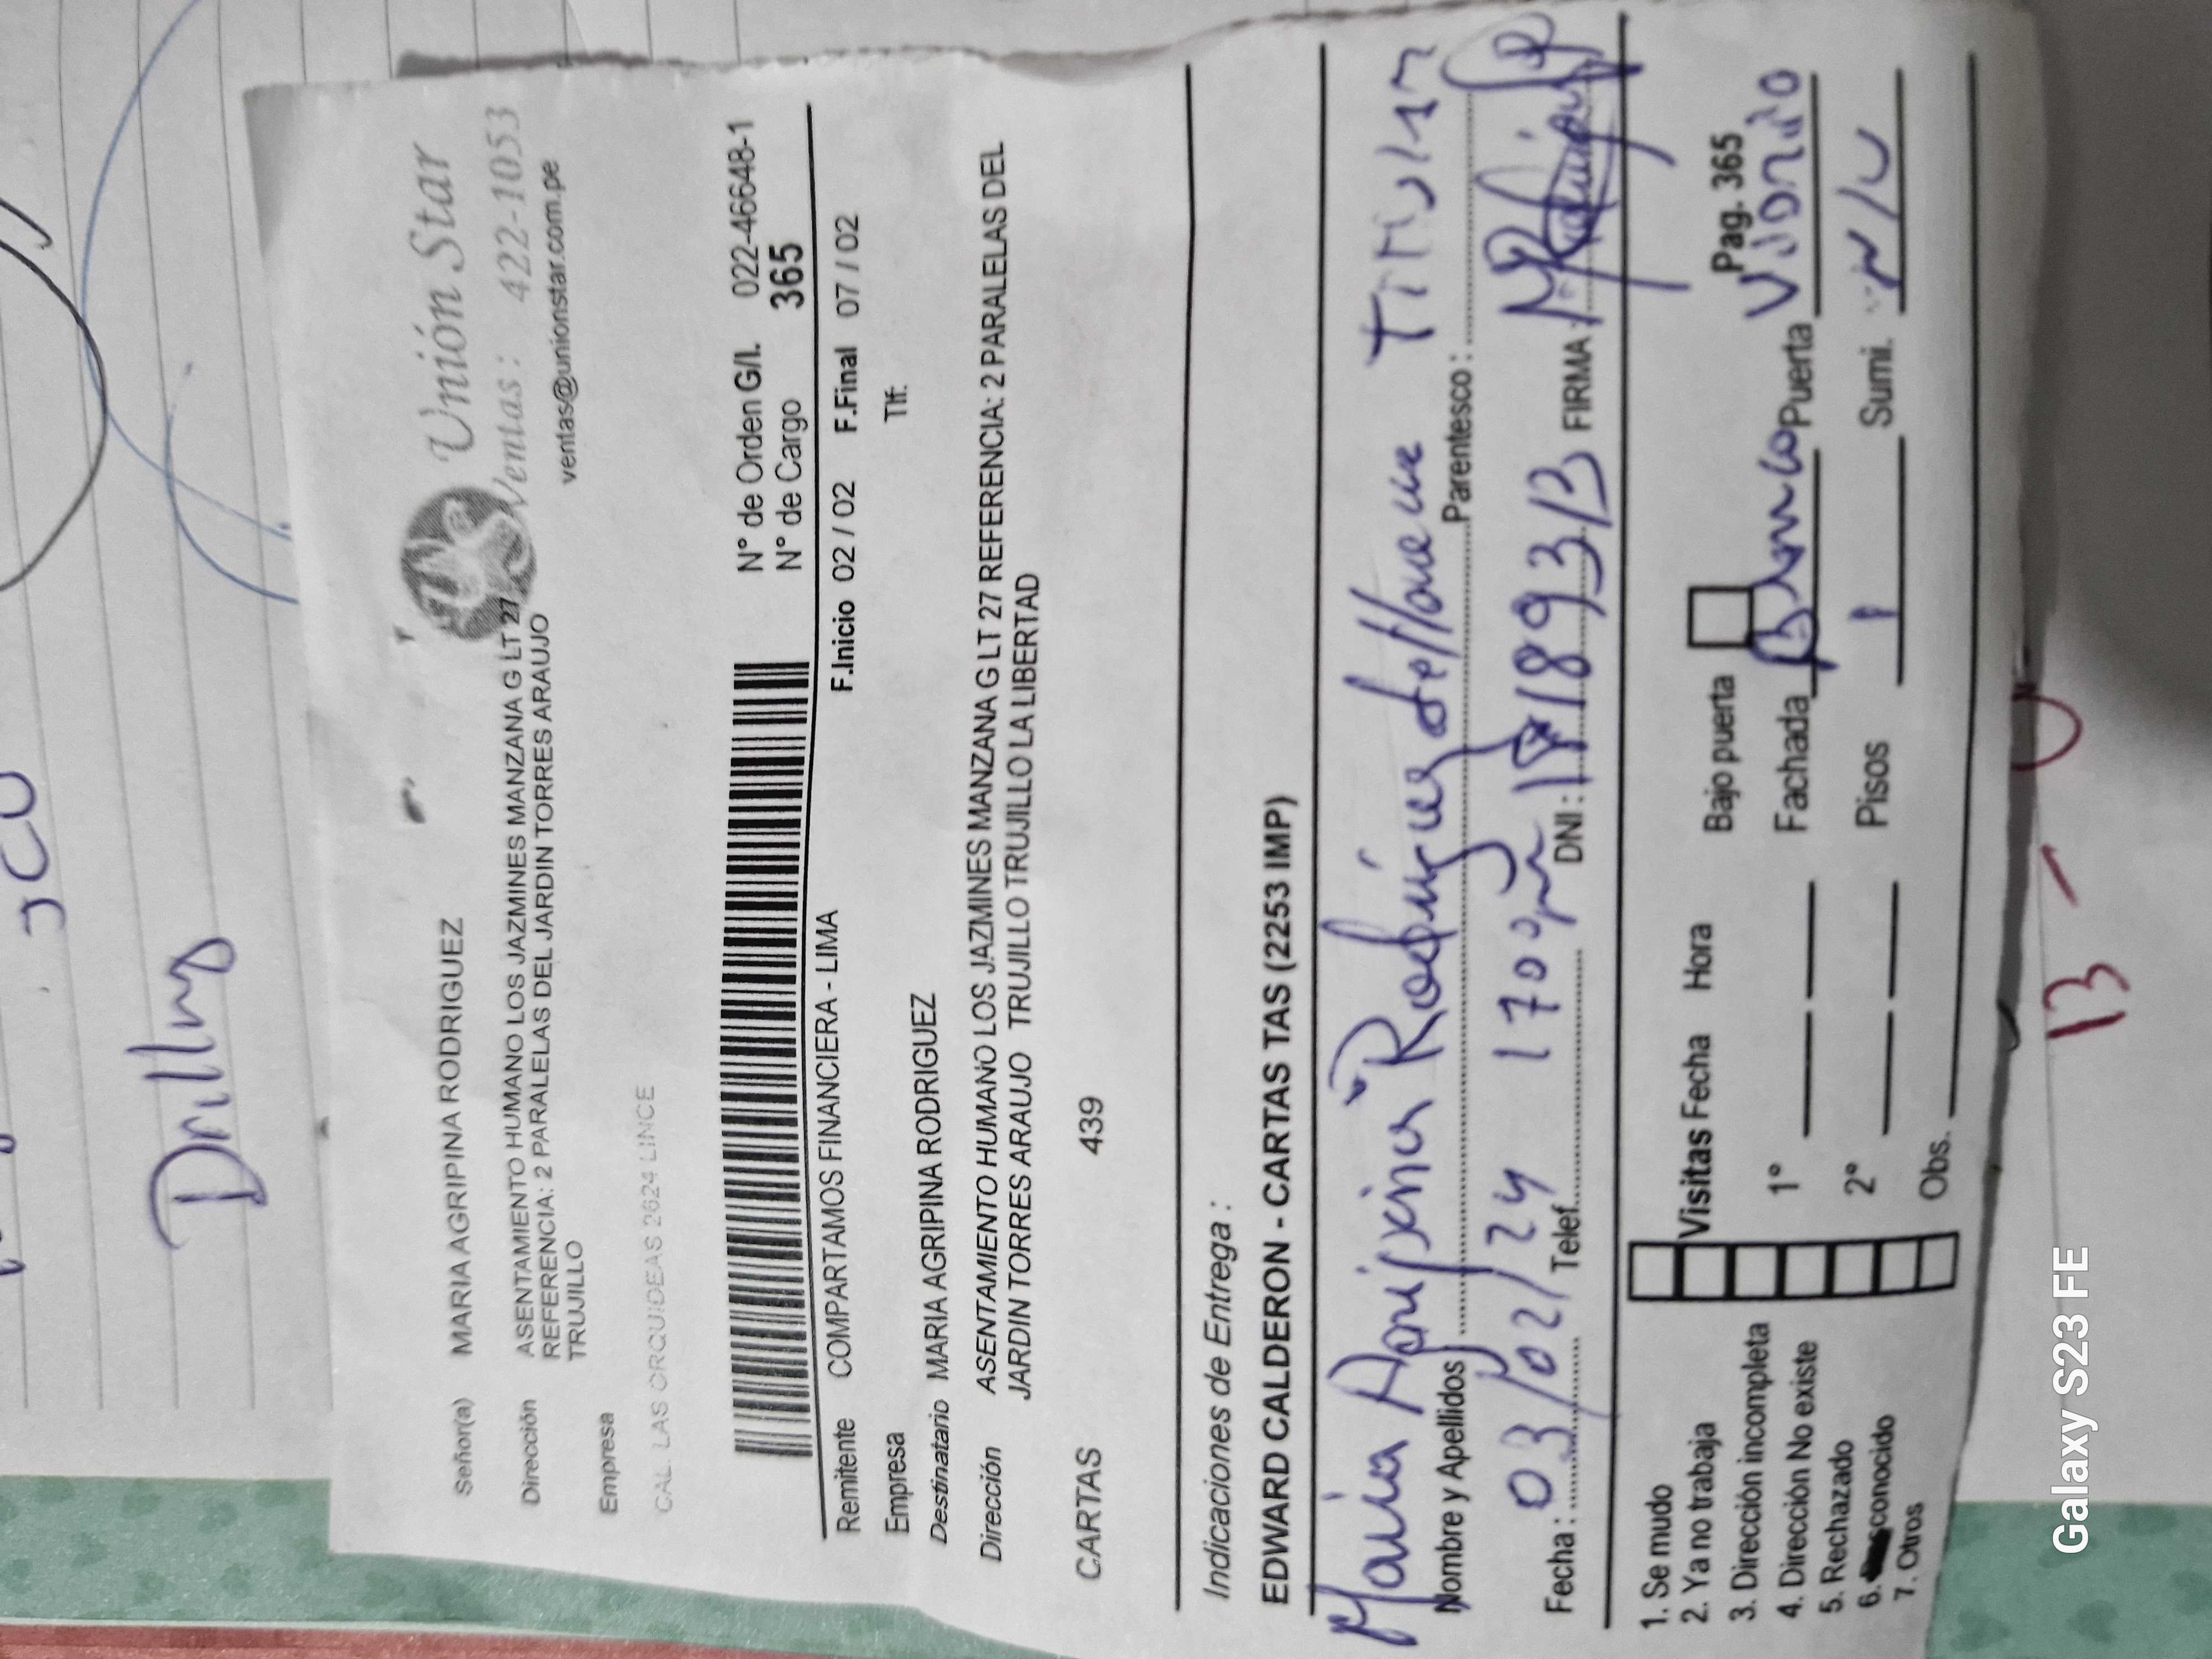 Drillns
Unión Star
Ventas: 422-1053
ventas@unionstar.com.pe
Señor(a) MARIA AGRIPINA RODRIGUEZ
Dirección ASENTAMIENTO HUMANO LOS JAZMINES MANZANA G LT 27
REFERENCIA: 2 PARALELAS DEL JARDIN TORRES ARAUJO
TRUJILLO
Empresa
CAL. LAS ORQUIDEAS 2624 LINCE
N° de Orden G/I. 022-46648-1
N° de Cargo 365
Remitente COMPARTAMOS FINANCIERA - LIMA F.Inicio 02 / 02 F.Final 07 / 02
Empresa Tlf.
Destinatario MARIA AGRIPINA RODRIGUEZ
Dirección ASENTAMIENTO HUMANO LOS JAZMINES MANZANA G LT 27 REFERENCIA: 2 PARALELAS DEL
JARDIN TORRES ARAUJO TRUJILLO TRUJILLO LA LIBERTAD
CARTAS 439
Indicaciones de Entrega :
EDWARD CALDERON - CARTAS TAS (2253 IMP)
Maria Agripina Rodriguez de Titular
Nombre y Apellidos Parentesco :
03/02/24 1700
Fecha : Telef. DNI : FIRMA :
1. Se mudo
2. Ya no trabaja
3. Dirección incompleta
4. Dirección No existe
5. Rechazado
6. sconocido
7. Otros
Visitas Fecha Hora
1°
2°
Obs.
Bajo puerta Pag. 365
Fachada Blanco Puerta Vidrio
Pisos 1 Sumi.
13 -
Galaxy S23 FE